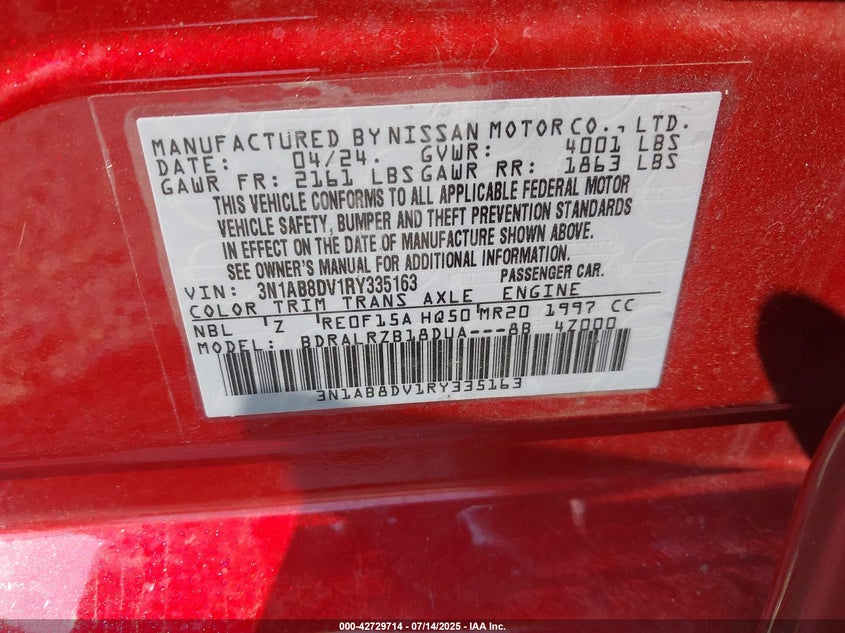 MANUFACTURED BY NISSAN MOTOR CO., LTD.
DATE: 04/24. GVWR: 4001 LBS
GAWR FR: 2161 LBS GAWR RR: 1863 LBS
THIS VEHICLE CONFORMS TO ALL APPLICABLE FEDERAL MOTOR
VEHICLE SAFETY, BUMPER AND THEFT PREVENTION STANDARDS
IN EFFECT ON THE DATE OF MANUFACTURE SHOWN ABOVE.
SEE OWNER'S MANUAL FOR ADDITIONAL INFORMATION.
VIN: 3N1AB8DV1RY335163 PASSENGER CAR.
COLOR TRIM TRANS AXLE ENGINE
NBL Z RE0F15A HQ50 MR20 1997 CC
MODEL: BDRALRZB18DUA---8B 4Z000
3N1AB8DV1RY335163
000-42729714 - 07/14/2025 - IAA Inc.